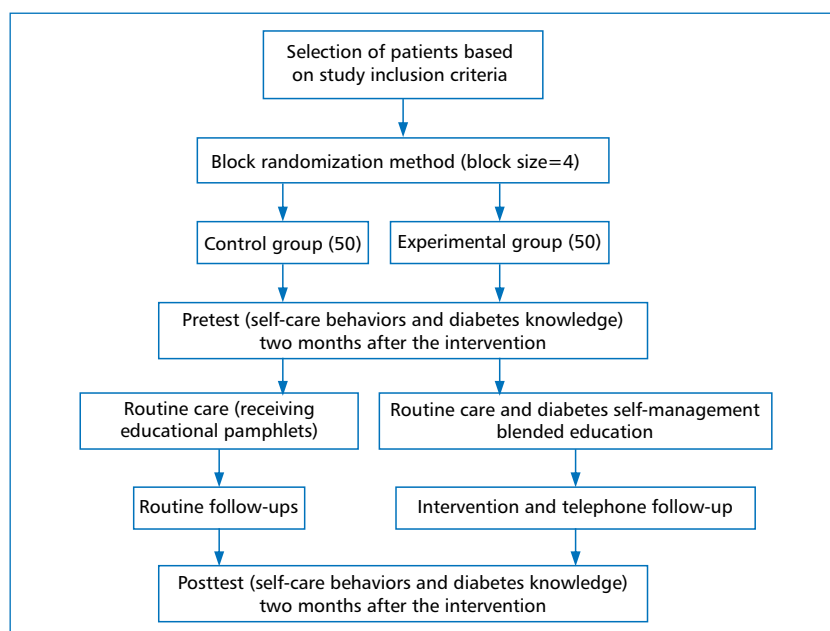 Selection of patients based
on study inclusion criteria
Block randomization method (block size=4)
Control group (50)
Experimental group (50)
Pretest (self-care behaviors and diabetes knowledge)
two months after the intervention
Routine care (receiving
educational pamphlets)
Routine care and diabetes self-management
blended education
Routine follow-ups
Intervention and telephone follow-up
Posttest (self-care behaviors and diabetes knowledge)
two months after the intervention